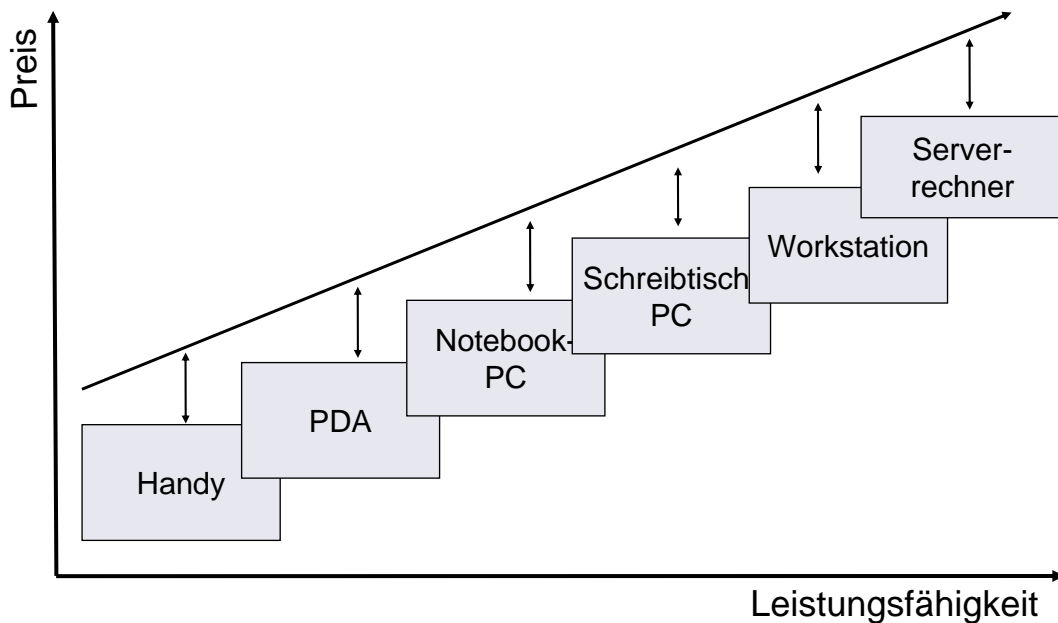 Preis
Server-
rechner
Workstation
Schreibtisch
PC
Notebook-
PC
PDA
Handy
Leistungsfähigkeit